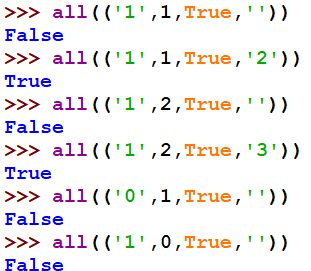 >>> all(('1',1,True,''))
False
>>> all(('1',1,True,'2'))
True
>>> all(('1',2,True,''))
False
>>> all(('1',2,True,'3'))
True
>>> all(('0',1,True,''))
False
>>> all(('1',0,True,''))
False